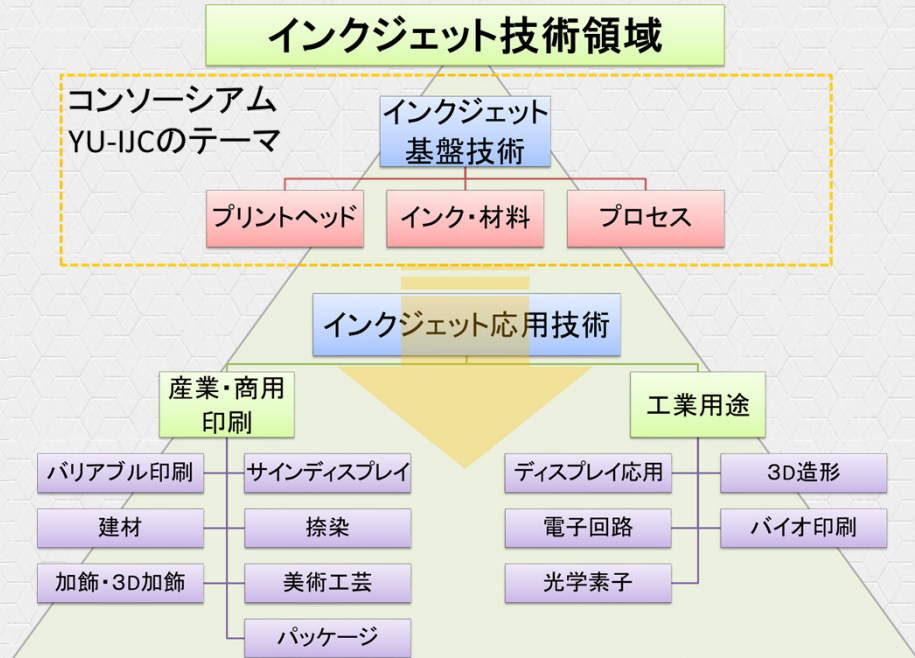 インクジェット技術領域
コンソーシアム
YU-IJCのテーマ
インクジェット
基盤技術
プリントヘッド
インク・材料
プロセス
インクジェット応用技術
産業・商用
印刷
工業用途
バリアブル印刷
サインディスプレイ
建材
捺染
加飾・3D加飾
美術工芸
パッケージ
ディスプレイ応用
3D造形
電子回路
バイオ印刷
光学素子